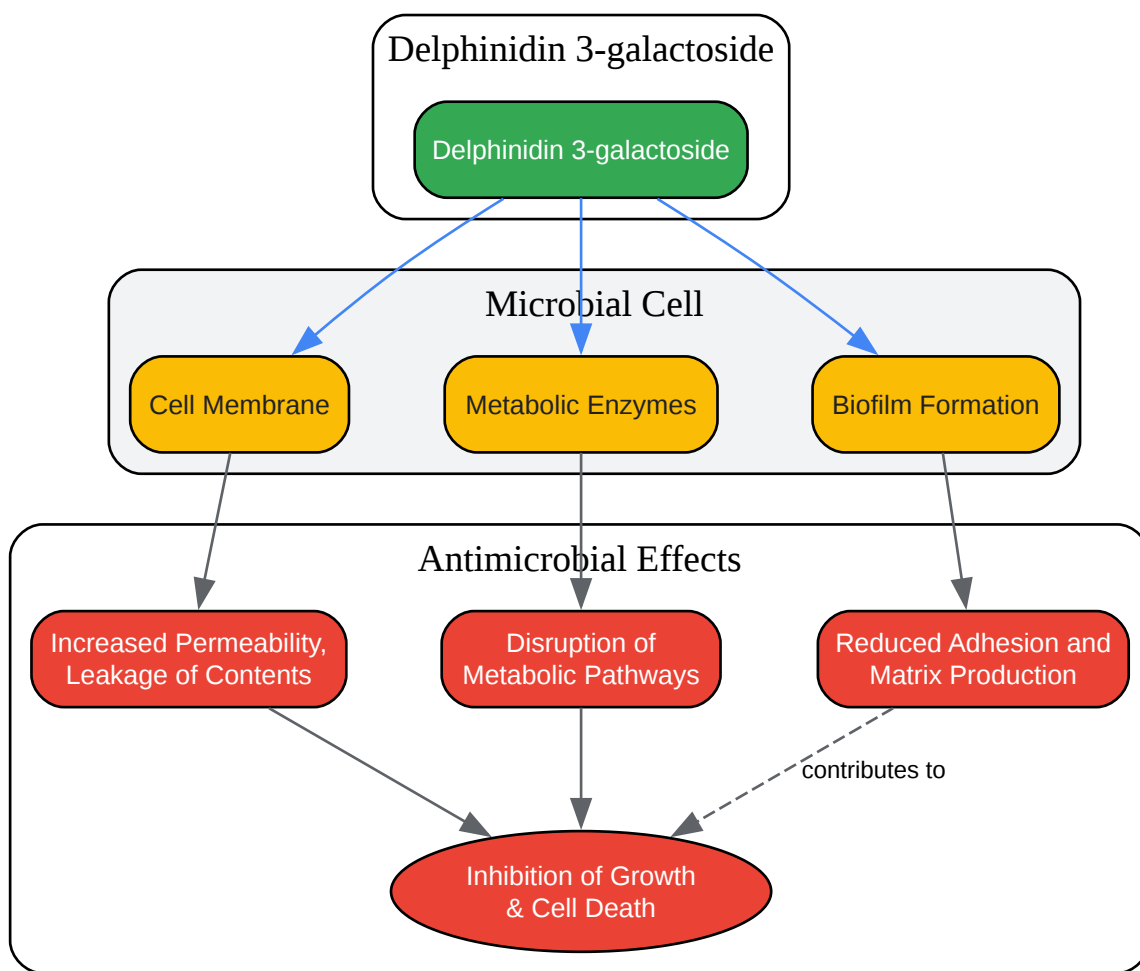 Delphinidin 3-galactoside
Delphinidin 3-galactoside
Microbial Cell
Cell Membrane
Metabolic Enzymes
Biofilm Formation
Antimicrobial Effects
Increased Permeability,
Leakage of Contents
Disruption of
Metabolic Pathways
Reduced Adhesion and
Matrix Production
contributes to
Inhibition of Growth
& Cell Death